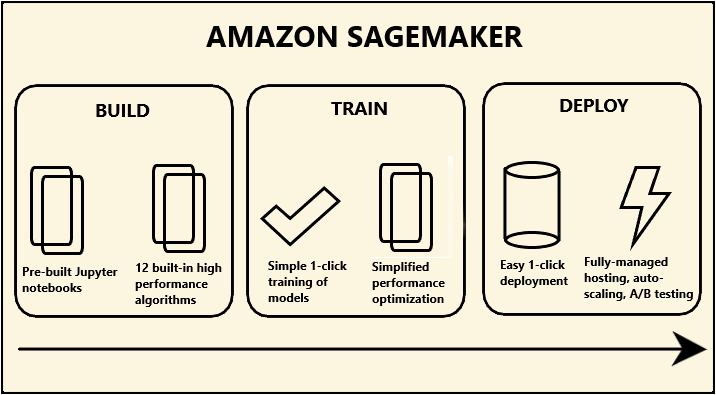 AMAZON SAGEMAKER
BUILD
Pre-built Jupyter
notebooks
12 built-in high
performance
algorithms
TRAIN
Simple 1-click
training of
models
Simplified
performance
optimization
DEPLOY
Easy 1-click
deployment
Fully-managed
hosting, auto-
scaling, A/B testing